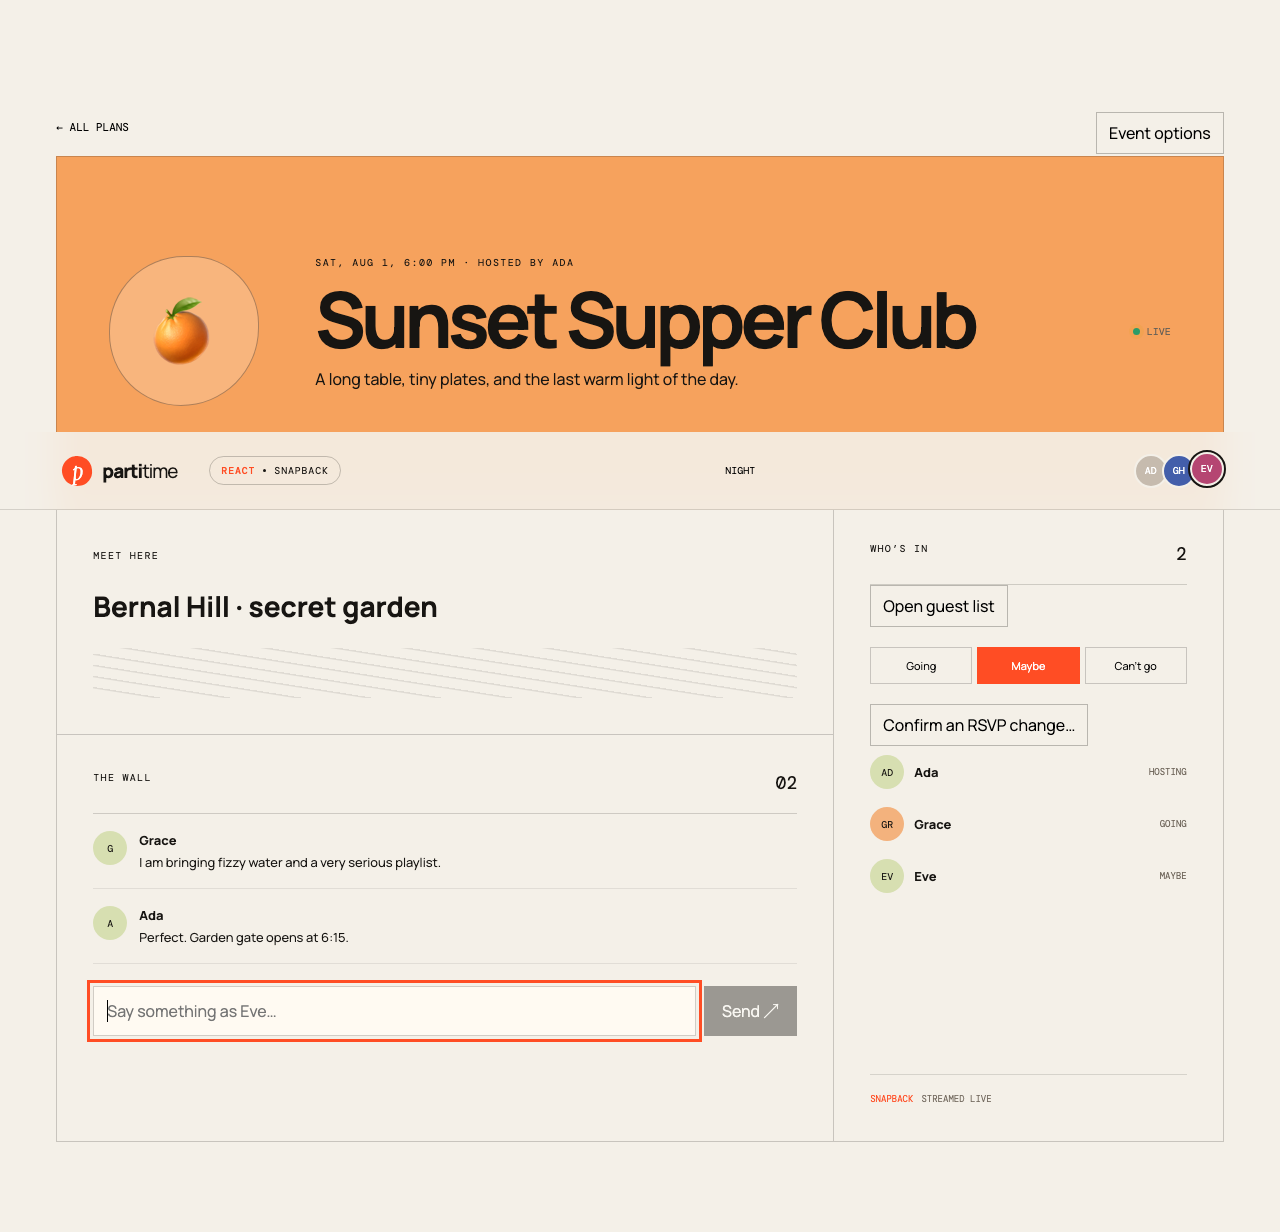 ← ALL PLANS
Event options
SAT, AUG 1, 6:00 PM · HOSTED BY ADA
Sunset Supper Club
A long table, tiny plates, and the last warm light of the day.
LIVE
p partitime
REACT • SNAPBACK
NIGHT
AD
GH
EV
MEET HERE
Bernal Hill · secret garden
THE WALL
02
G
Grace
I am bringing fizzy water and a very serious playlist.
A
Ada
Perfect. Garden gate opens at 6:15.
Say something as Eve…
Send ↗
WHO'S IN
2
Open guest list
Going
Maybe
Can't go
Confirm an RSVP change…
AD
Ada
HOSTING
GR
Grace
GOING
EV
Eve
MAYBE
SNAPBACK STREAMED LIVE